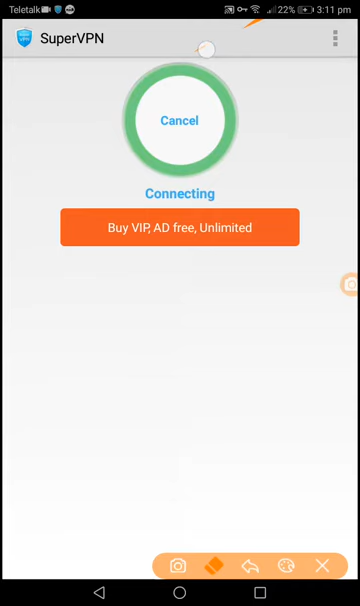 Teletalk 22% 3:11 pm
SuperVPN
Cancel
Connecting
Buy VIP, AD free, Unlimited